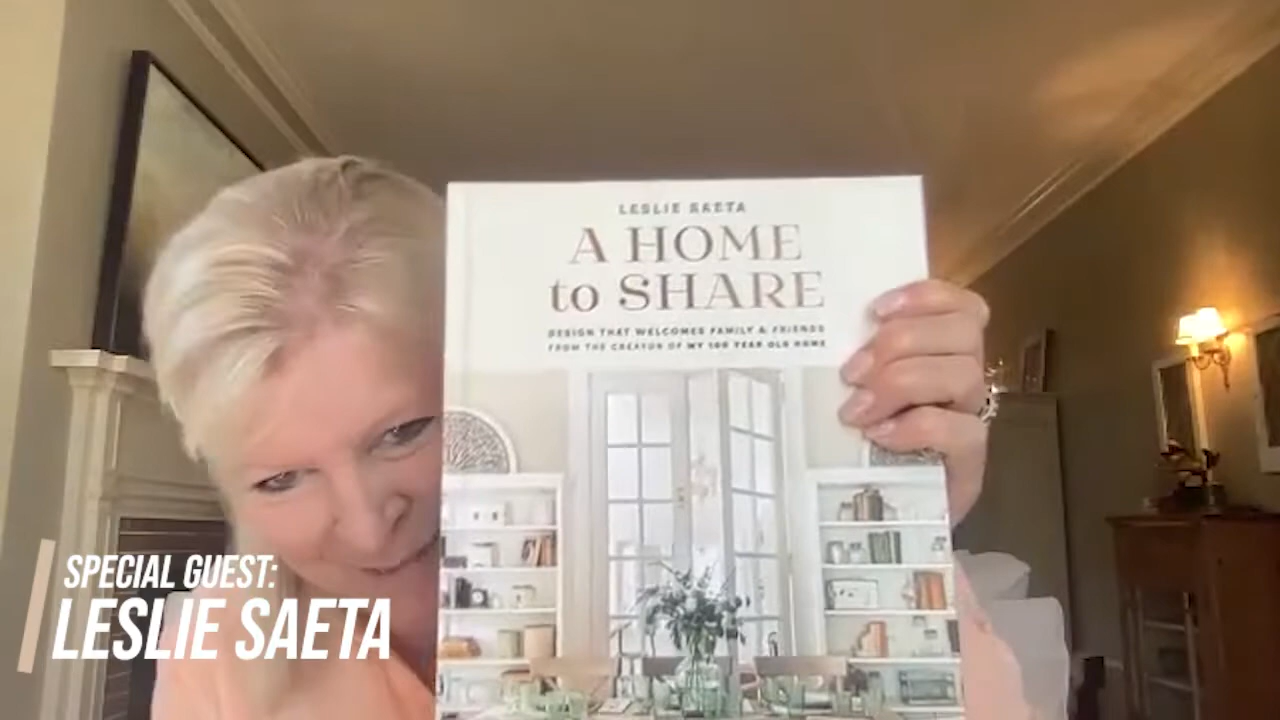 LESLIE SAETA
A HOME
to SHARE
DESIGN THAT WELCOMES FAMILY & FRIENDS
FROM THE CREATOR OF MY 100 YEAR OLD HOME
SPECIAL GUEST:
LESLIE SAETA